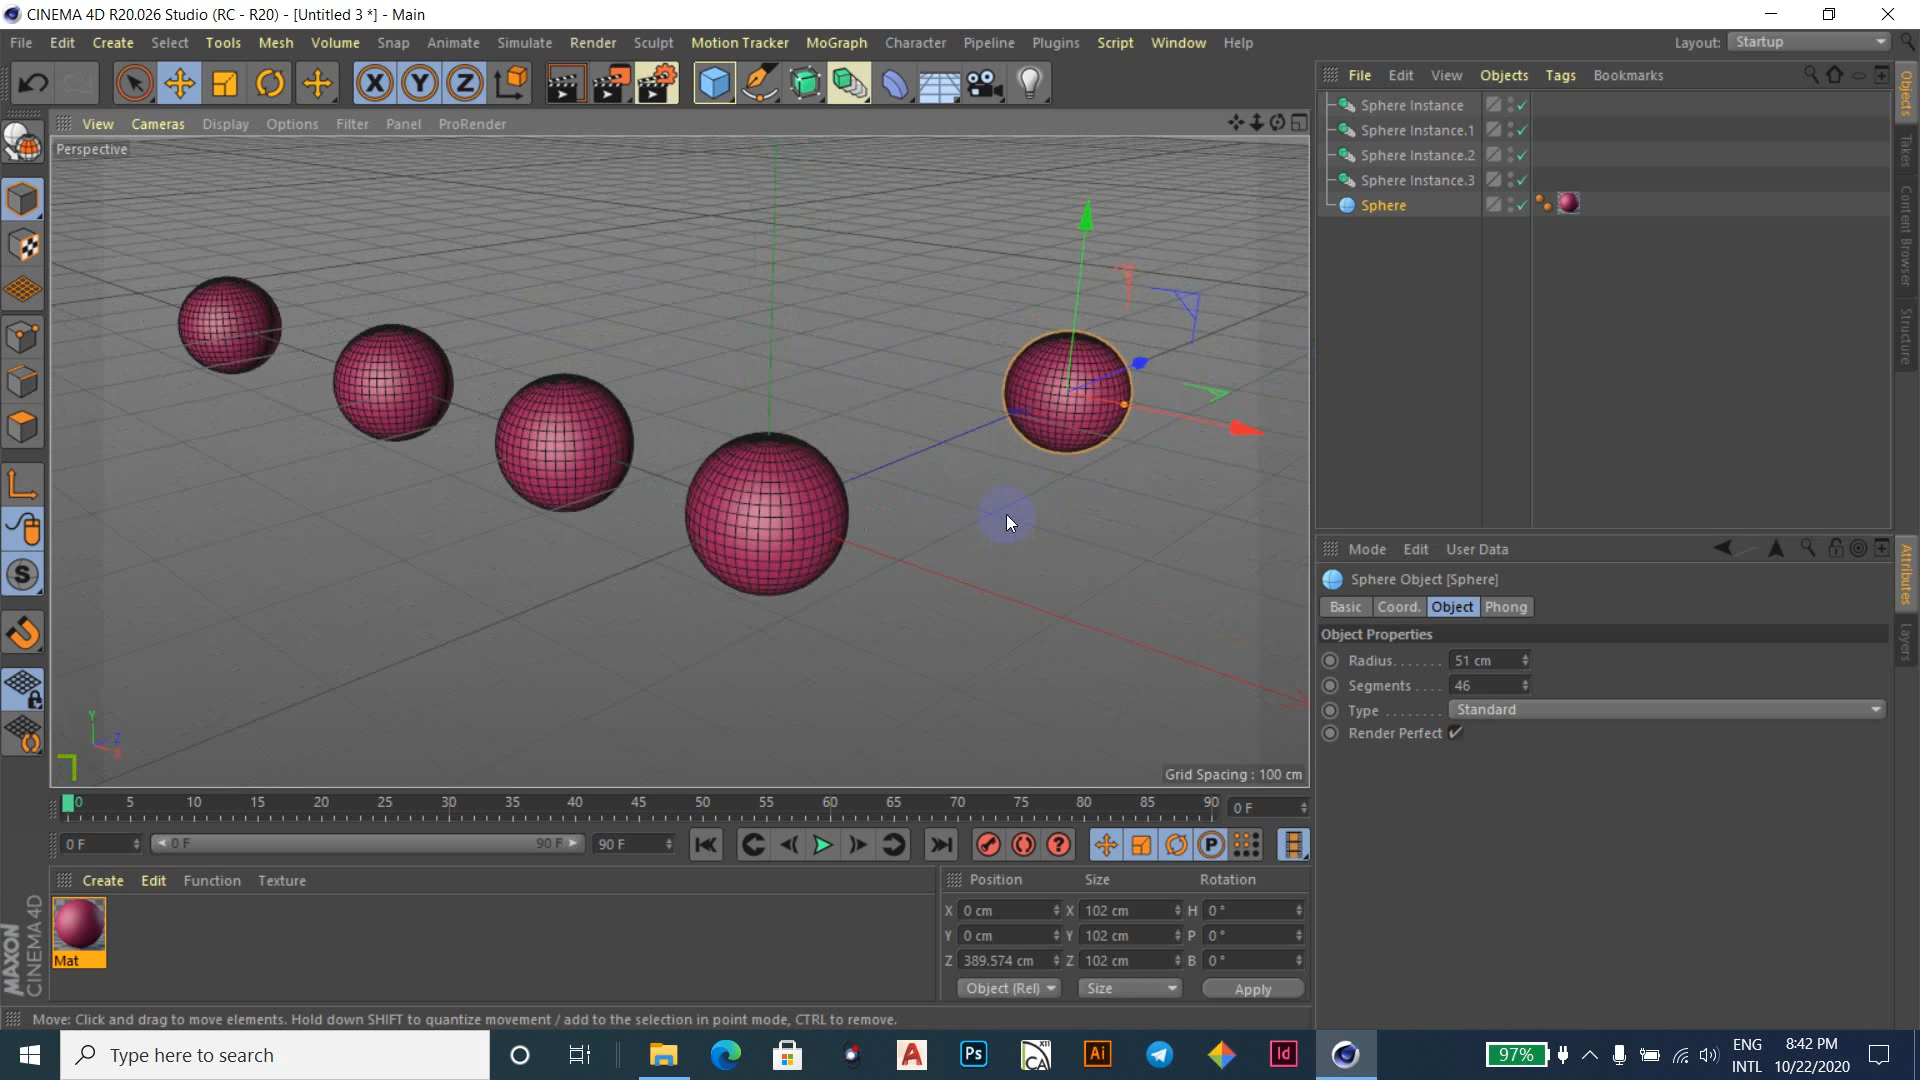 CINEMA 4D R20.026 Studio (RC - R20) - [Untitled 3 *] - Main
File Edit Create Select Tools Mesh Volume Snap Animate Simulate Render Sculpt Motion Tracker MoGraph Character Pipeline Plugins Script Window Help Layout: Startup
File Edit View Objects Tags Bookmarks
View Cameras Display Options Filter Panel ProRender
Perspective
Sphere Instance
Sphere Instance.1
Sphere Instance.2
Sphere Instance.3
Sphere
Objects
Takes
Content Browser
Structure
Mode Edit User Data
Sphere Object [Sphere]
Basic Coord. Object Phong
Object Properties
Radius....... 51 cm
Segments.... 46
Type ........ Standard
Render Perfect
Attributes
Layers
Y Z X
Grid Spacing : 100 cm
0 5 10 15 20 25 30 35 40 45 50 55 60 65 70 75 80 85 90 0 F
0 F 0 F 90 F 90 F
Create Edit Function Texture
Mat
MAXON
CINEMA 4D
Position Size Rotation
X 0 cm X 102 cm H 0 °
Y 0 cm Y 102 cm P 0 °
Z 389.574 cm Z 102 cm B 0 °
Object (Rel) Size Apply
Move: Click and drag to move elements. Hold down SHIFT to quantize movement / add to the selection in point mode, CTRL to remove.
Type here to search
97%
ENG
INTL
8:42 PM
10/22/2020